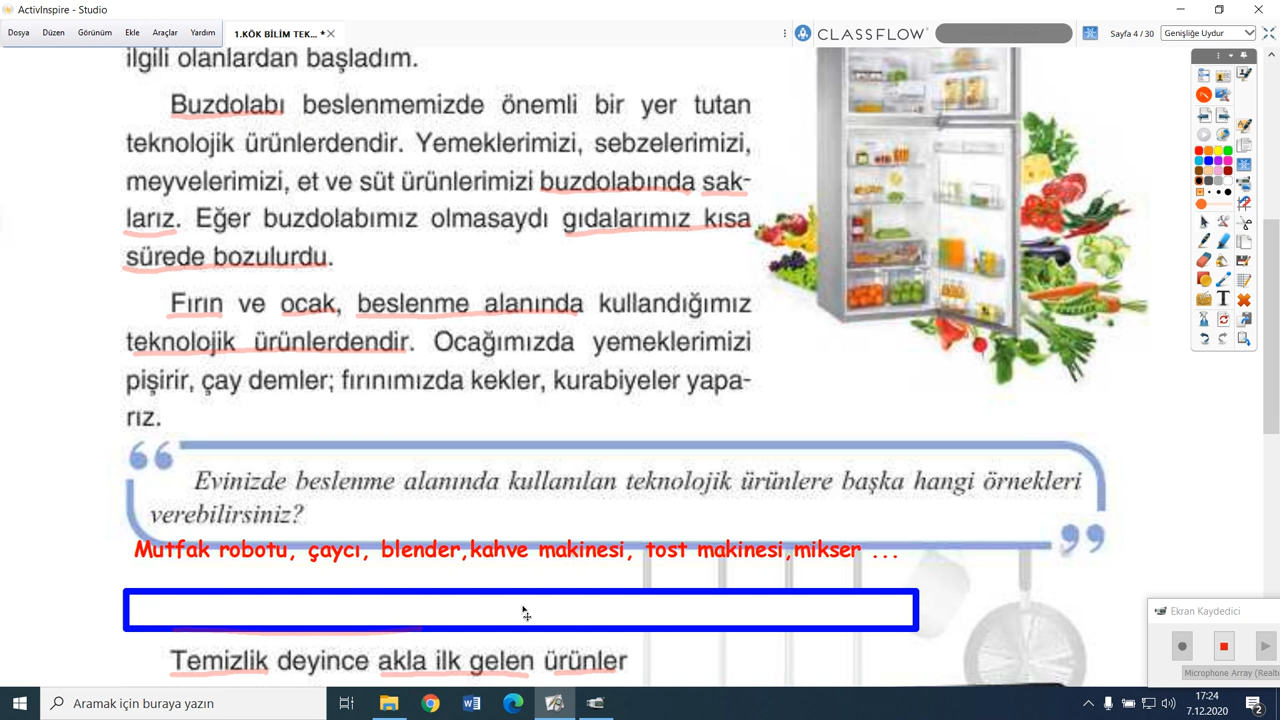 ActivInspire - Studio
Dosya Düzen Görünüm Ekle Araçlar Yardım
1.KÖK BİLİM TEK... *
CLASSFLOW
Sayfa 4 / 30
Genişliğe Uydur
ilgili olanlardan başladım.
Buzdolabı beslenmemizde önemli bir yer tutan
teknolojik ürünlerdendir. Yemeklerimizi, sebzelerimizi,
meyvelerimizi, et ve süt ürünlerimizi buzdolabında sak-
larız. Eğer buzdolabımız olmasaydı gıdalarımız kısa
sürede bozulurdu.
Fırın ve ocak, beslenme alanında kullandığımız
teknolojik ürünlerdendir. Ocağımızda yemeklerimizi
pişirir, çay demler; fırınımızda kekler, kurabiyeler yapa-
rız.
Evinizde beslenme alanında kullanılan teknolojik ürünlere başka hangi örnekleri
verebilirsiniz?
Mutfak robotu, çaycı, blender,kahve makinesi, tost makinesi,mikser ...
Temizlik deyince akla ilk gelen ürünler
Ekran Kaydedici
Microphone Array (Realte
Aramak için buraya yazın
17:24
7.12.2020
2